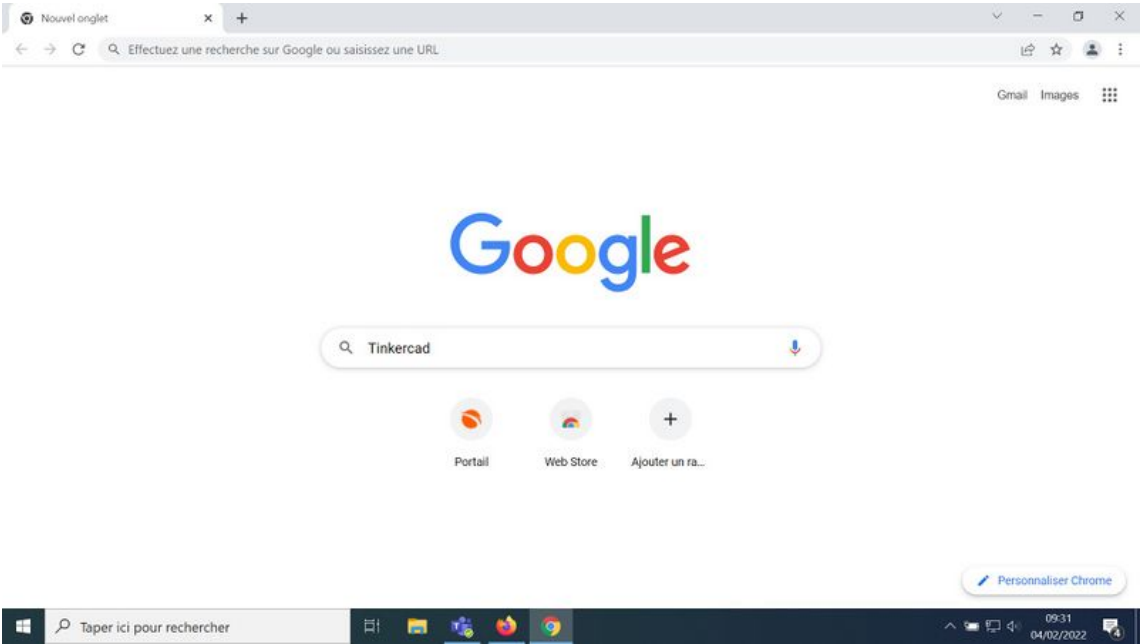 Nouvel onglet
Effectuez une recherche sur Google ou saisissez une URL
Gmail Images
Google
Tinkercad
Portail Web Store Ajouter un ra...
Personnaliser Chrome
Taper ici pour rechercher
09:31
04/02/2022
4